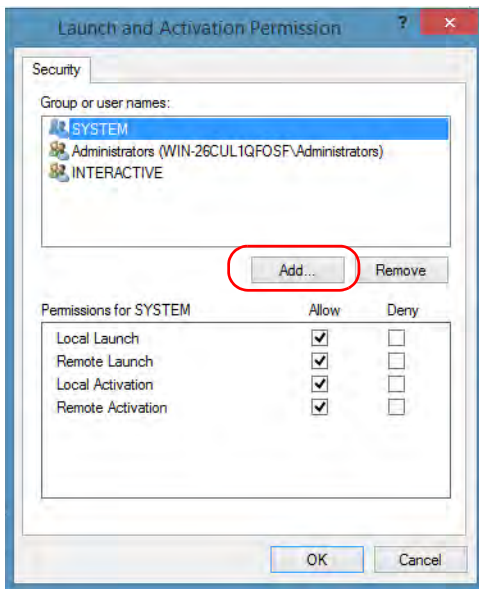 Launch and Activation Permission ? ×
Security
Group or user names:
SYSTEM
Administrators (WIN-26CUL1QFOSF\Administrators)
INTERACTIVE
Add... Remove
Permissions for SYSTEM Allow Deny
Local Launch
Remote Launch
Local Activation
Remote Activation
OK Cancel